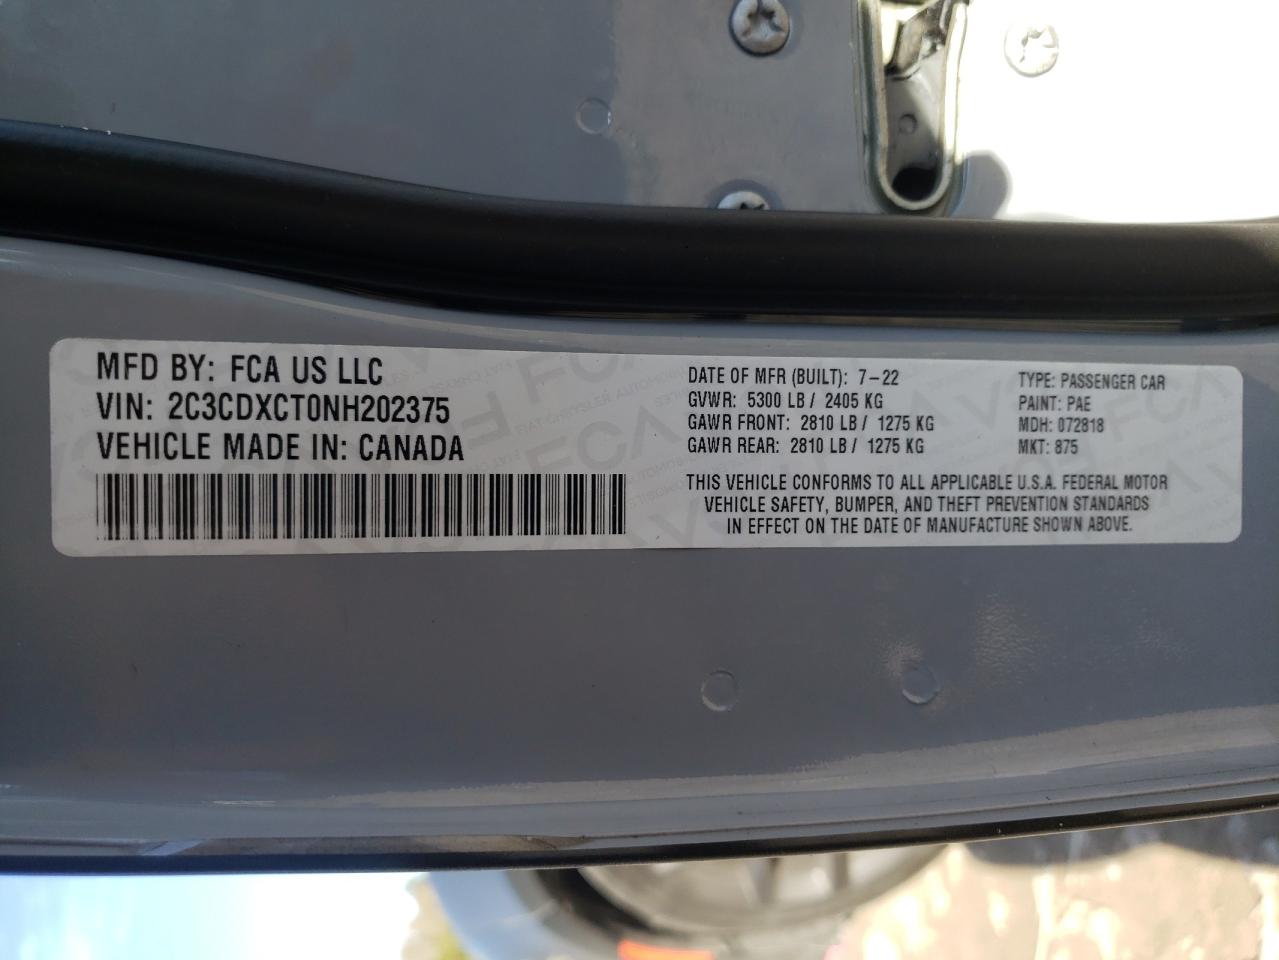 MFD BY: FCA US LLC
VIN: 2C3CDXCT0NH202375
VEHICLE MADE IN: CANADA
DATE OF MFR (BUILT): 7-22
GVWR: 5300 LB / 2405 KG
GAWR FRONT: 2810 LB / 1275 KG
GAWR REAR: 2810 LB / 1275 KG
TYPE: PASSENGER CAR
PAINT: PAE
MDH: 072818
MKT: 875
THIS VEHICLE CONFORMS TO ALL APPLICABLE U.S.A. FEDERAL MOTOR
VEHICLE SAFETY, BUMPER, AND THEFT PREVENTION STANDARDS
IN EFFECT ON THE DATE OF MANUFACTURE SHOWN ABOVE.